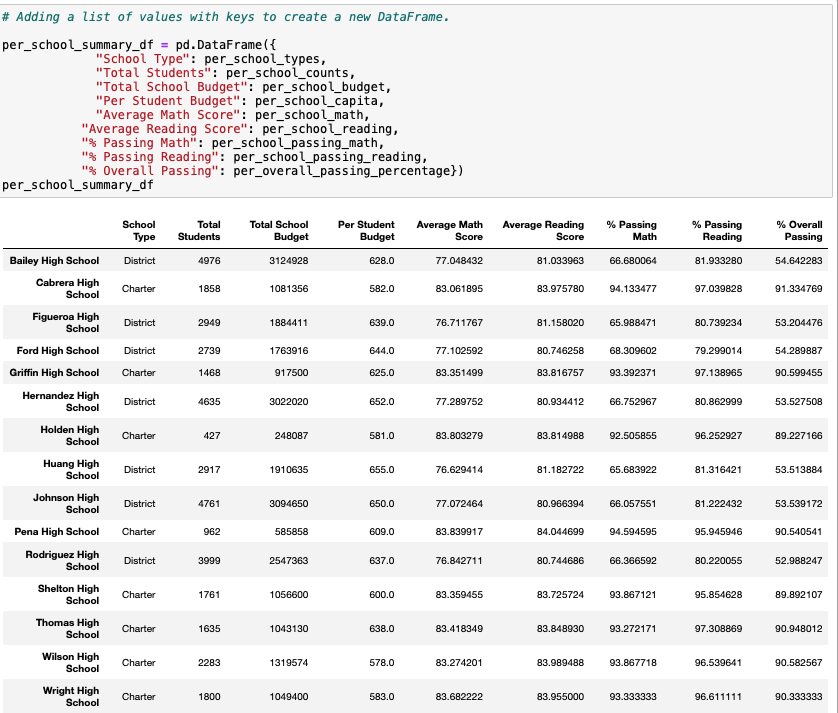 # Adding a list of values with keys to create a new DataFrame.
per_school_summary_df = pd.DataFrame({
"School Type": per_school_types,
"Total Students": per_school_counts,
"Total School Budget": per_school_budget,
"Per Student Budget": per_school_capita,
"Average Math Score": per_school_math,
"Average Reading Score": per_school_reading,
"% Passing Math": per_school_passing_math,
"% Passing Reading": per_school_passing_reading,
"% Overall Passing": per_overall_passing_percentage})
per_school_summary_df
School Total Total School Per Student Average Math Average Reading % Passing % Passing % Overall
Type Students Budget Budget Score Score Math Reading Passing
Bailey High School District 4976 3124928 628.0 77.048432 81.033963 66.680064 81.933280 54.642283
Cabrera High
School Charter 1858 1081356 582.0 83.061895 83.975780 94.133477 97.039828 91.334769
Figueroa High
School District 2949 1884411 639.0 76.711767 81.158020 65.988471 80.739234 53.204476
Ford High School District 2739 1763916 644.0 77.102592 80.746258 68.309602 79.299014 54.289887
Griffin High School Charter 1468 917500 625.0 83.351499 83.816757 93.392371 97.138965 90.599455
Hernandez High
School District 4635 3022020 652.0 77.289752 80.934412 66.752967 80.862999 53.527508
Holden High
School Charter 427 248087 581.0 83.803279 83.814988 92.505855 96.252927 89.227166
Huang High
School District 2917 1910635 655.0 76.629414 81.182722 65.683922 81.316421 53.513884
Johnson High
School District 4761 3094650 650.0 77.072464 80.966394 66.057551 81.222432 53.539172
Pena High School Charter 962 585858 609.0 83.839917 84.044699 94.594595 95.945946 90.540541
Rodriguez High
School District 3999 2547363 637.0 76.842711 80.744686 66.366592 80.220055 52.988247
Shelton High
School Charter 1761 1056600 600.0 83.359455 83.725724 93.867121 95.854628 89.892107
Thomas High
School Charter 1635 1043130 638.0 83.418349 83.848930 93.272171 97.308869 90.948012
Wilson High
School Charter 2283 1319574 578.0 83.274201 83.989488 93.867718 96.539641 90.582567
Wright High
School Charter 1800 1049400 583.0 83.682222 83.955000 93.333333 96.611111 90.333333